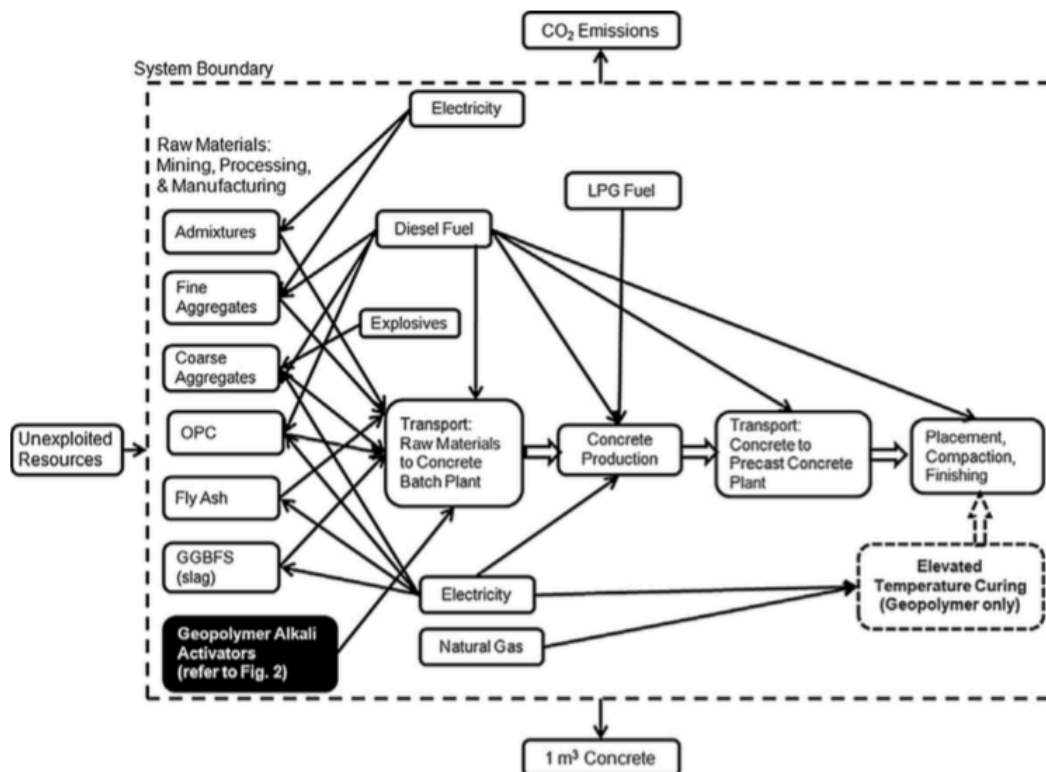 CO₂ Emissions
System Boundary
Electricity
Raw Materials:
Mining, Processing,
& Manufacturing
LPG Fuel
Admixtures
Diesel Fuel
Fine
Aggregates
Explosives
Coarse
Aggregates
Unexploited
Resources
OPC
Transport:
Raw Materials
to Concrete
Batch Plant
Concrete
Production
Transport:
Concrete to
Precast Concrete
Plant
Placement,
Compaction,
Finishing
Fly Ash
GGBFS
(slag)
Electricity
Elevated
Temperature Curing
(Geopolymer only)
Geopolymer Alkali
Activators
(refer to Fig. 2)
Natural Gas
1 m³ Concrete